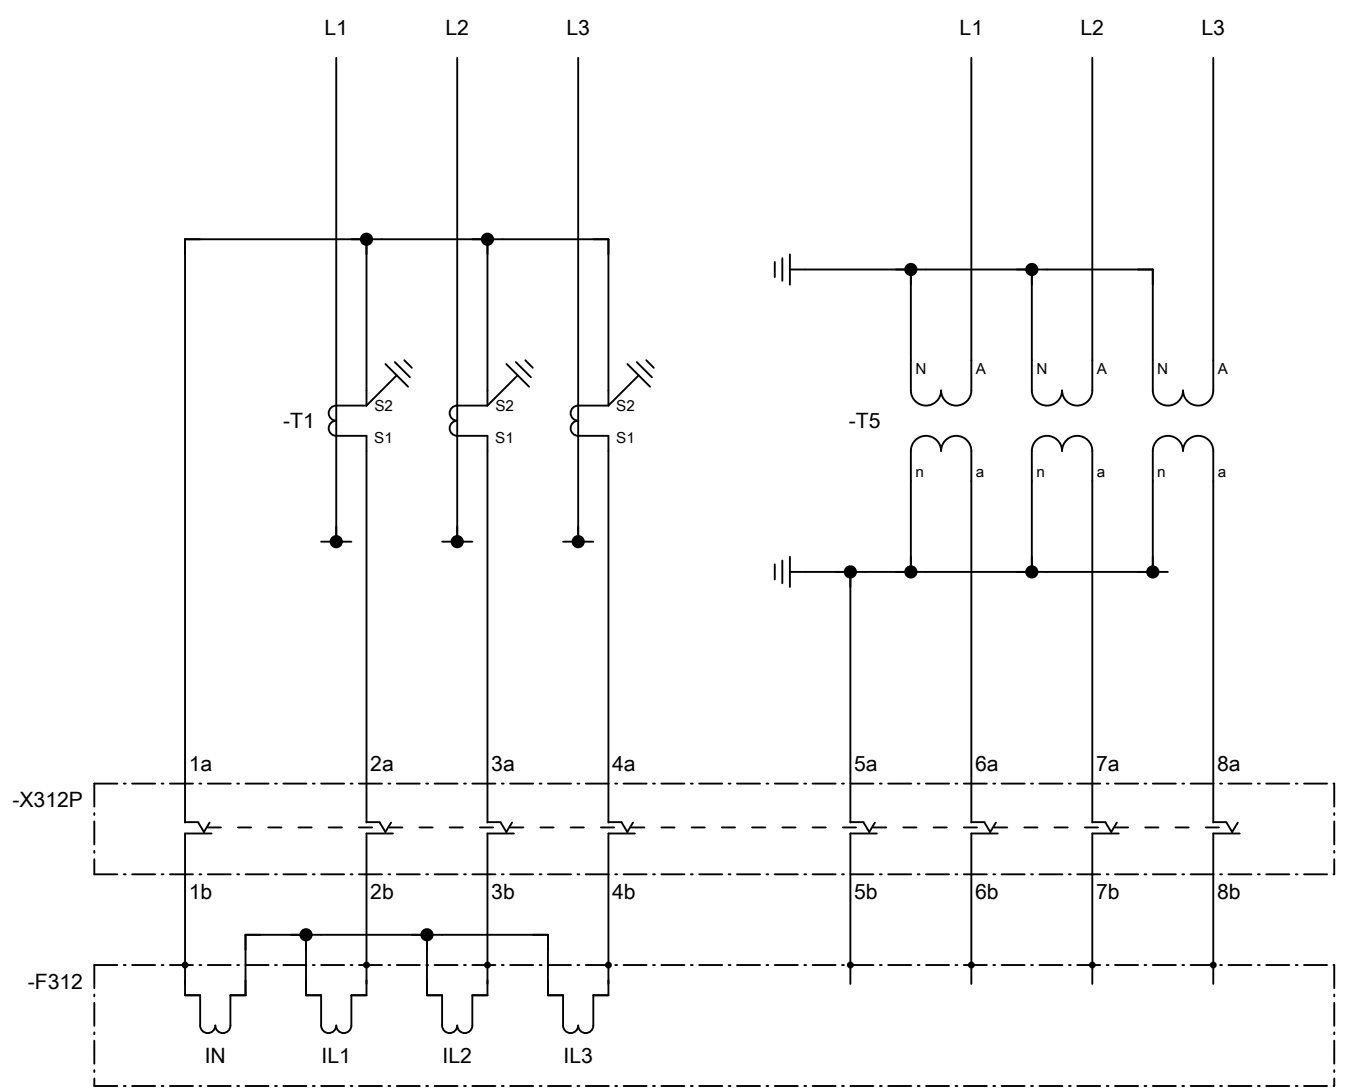 L1 L2 L3 L1 L2 L3
N A N A N A
S2 S2 S2
-T1 -T5
S1 S1 S1
n a n a n a
1a 2a 3a 4a 5a 6a 7a 8a
-X312P
1b 2b 3b 4b 5b 6b 7b 8b
-F312
IN IL1 IL2 IL3